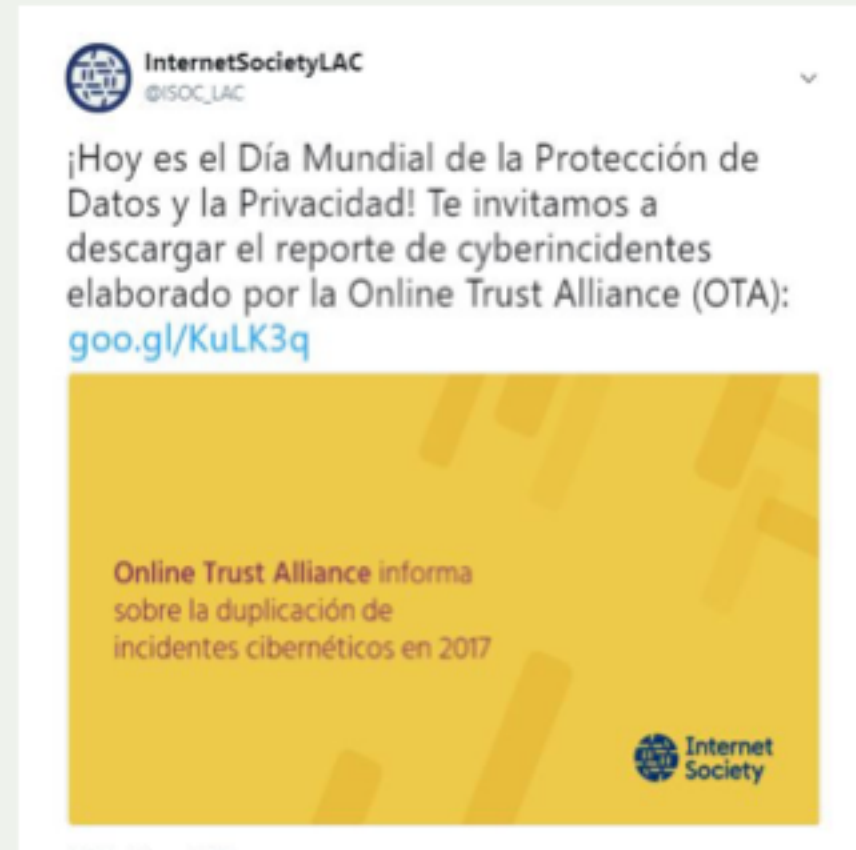 InternetSocietyLAC
@ISOC_LAC
¡Hoy es el Día Mundial de la Protección de
Datos y la Privacidad! Te invitamos a
descargar el reporte de cyberincidentes
elaborado por la Online Trust Alliance (OTA):
goo.gl/KuLK3q
Online Trust Alliance informa
sobre la duplicación de
incidentes cibernéticos en 2017
Internet
Society